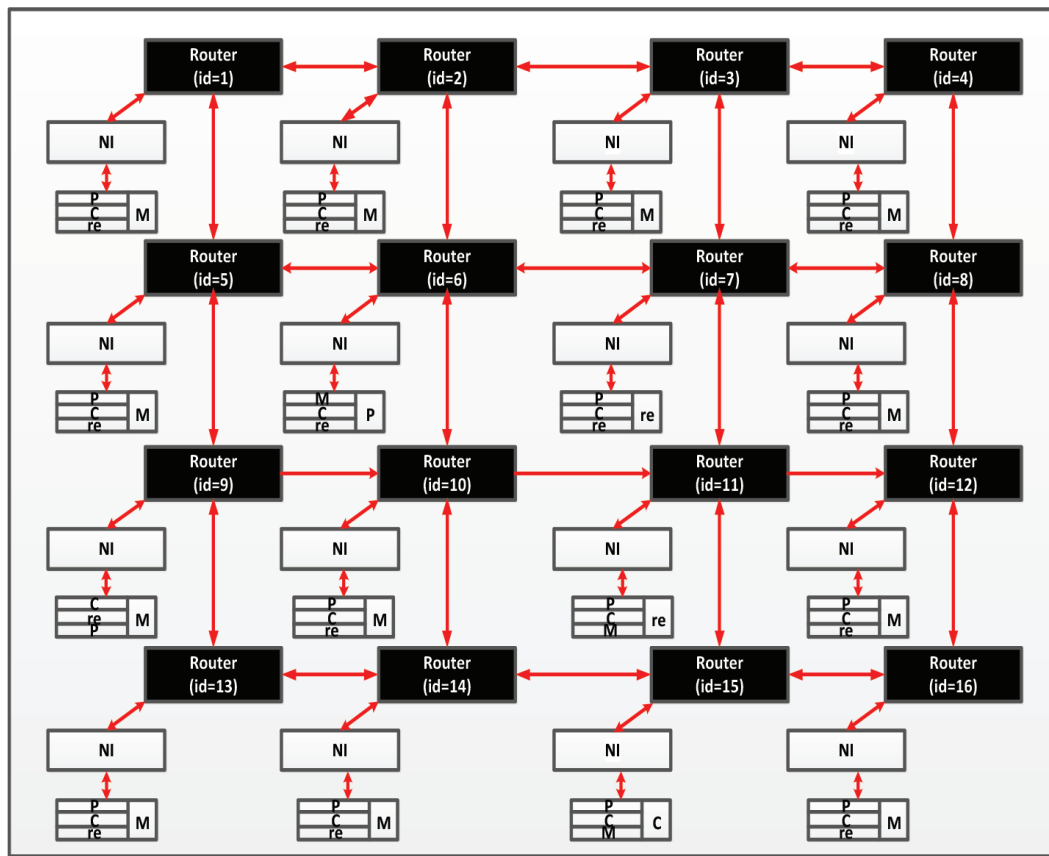 Router
(id=1)
Router
(id=2)
Router
(id=3)
Router
(id=4)
NI
NI
NI
NI
P
C
re
M
P
C
re
M
P
C
re
M
P
C
re
M
Router
(id=5)
Router
(id=6)
Router
(id=7)
Router
(id=8)
NI
NI
NI
NI
P
C
re
M
M
C
re
P
P
C
re
re
P
C
re
M
Router
(id=9)
Router
(id=10)
Router
(id=11)
Router
(id=12)
NI
NI
NI
NI
C
re
P
M
P
C
re
M
P
C
M
re
P
C
re
M
Router
(id=13)
Router
(id=14)
Router
(id=15)
Router
(id=16)
NI
NI
NI
NI
P
C
re
M
P
C
re
M
P
C
M
C
P
C
re
M